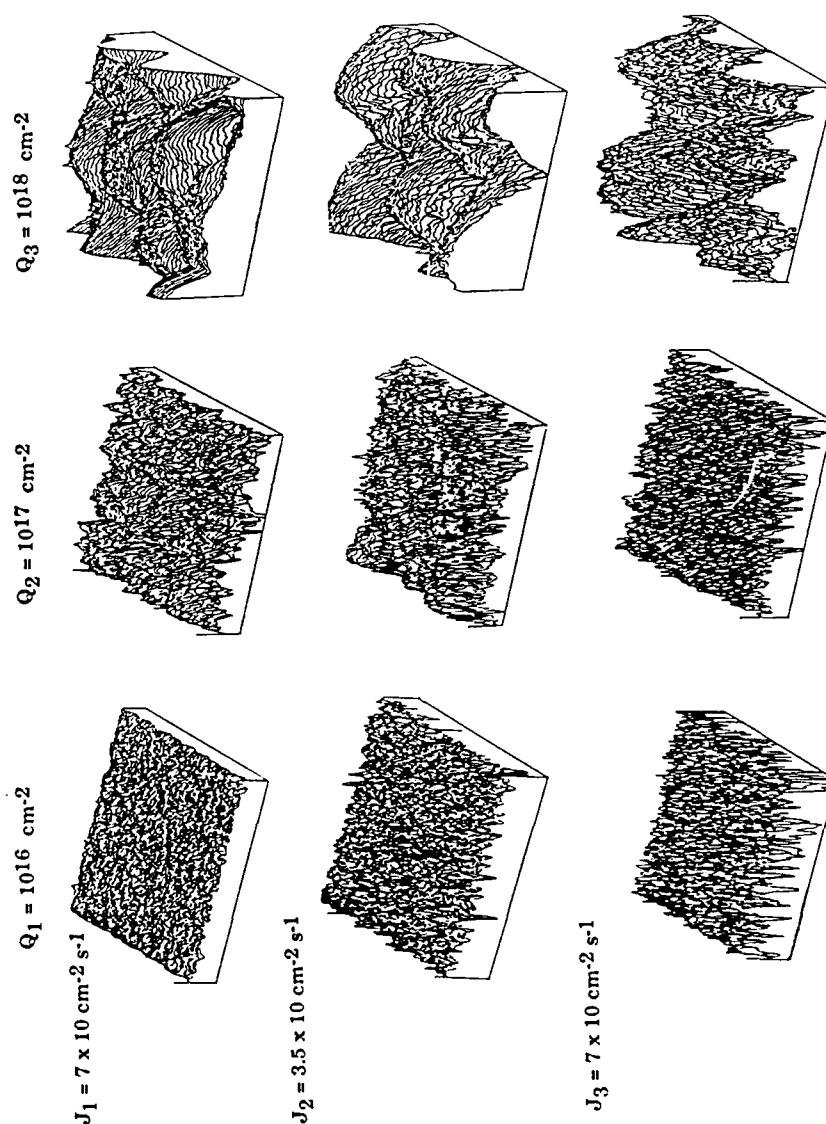 Q1 = 10^16 cm^-2
Q2 = 10^17 cm^-2
Q3 = 10^18 cm^-2
J1 = 7 x 10 cm^-2 s^-1
J2 = 3.5 x 10 cm^-2 s^-1
J3 = 7 x 10 cm^-2 s^-1